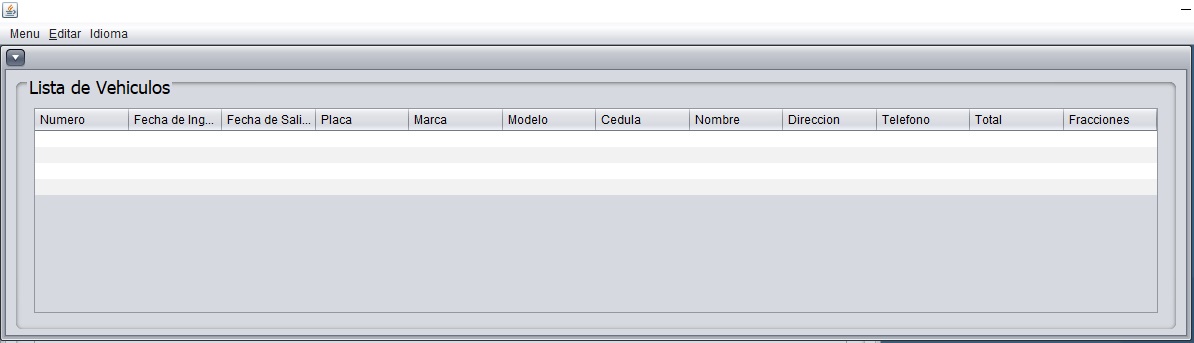 Menu Editar Idioma
Lista de Vehiculos
Numero Fecha de Ing... Fecha de Sali... Placa Marca Modelo Cedula Nombre Direccion Telefono Total Fracciones